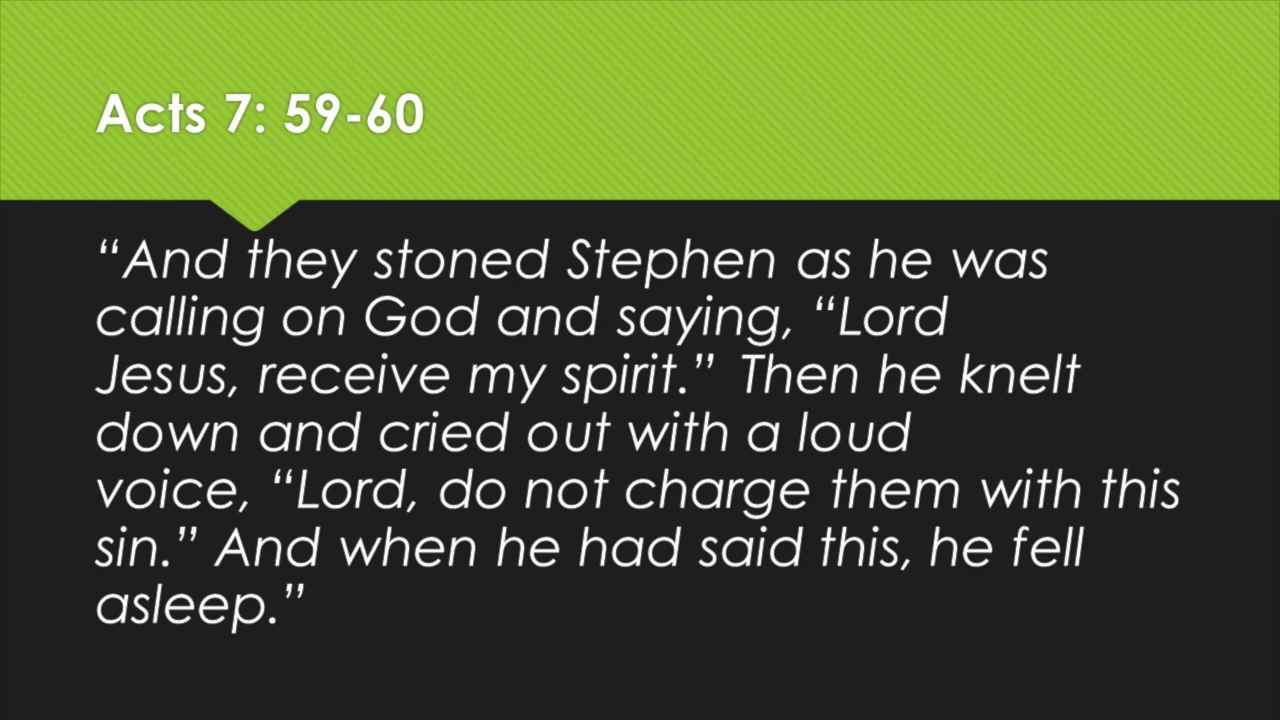 Acts 7: 59-60
“And they stoned Stephen as he was
calling on God and saying, “Lord
Jesus, receive my spirit.” Then he knelt
down and cried out with a loud
voice, “Lord, do not charge them with this
sin.” And when he had said this, he fell
asleep.”